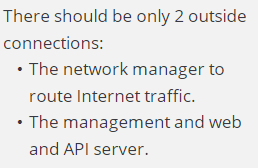 There should be only 2 outside
connections:
• The network manager to
route Internet traffic.
• The management and web
and API server.